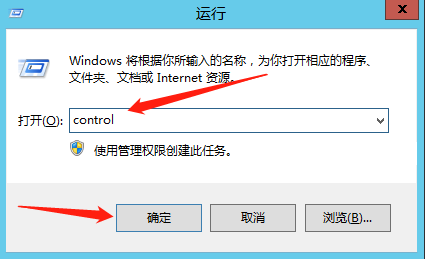 运行
Windows 将根据你所输入的名称，为你打开相应的程序、
文件夹、文档或 Internet 资源。
打开(O): control
使用管理权限创建此任务。
确定 取消 浏览(B)...